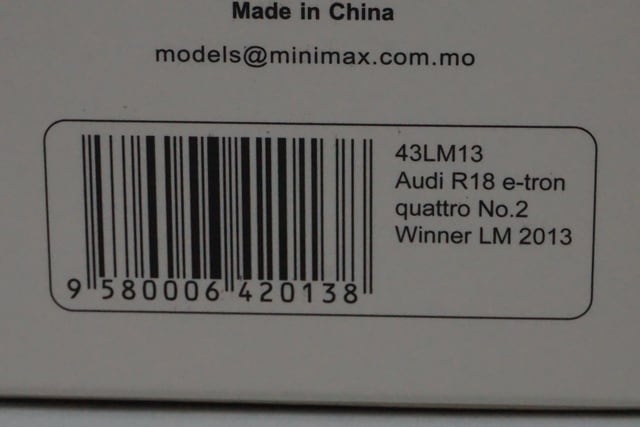 Made in China
models@minimax.com.mo
43LM13
Audi R18 e-tron
quattro No.2
Winner LM 2013
9 580006 420138